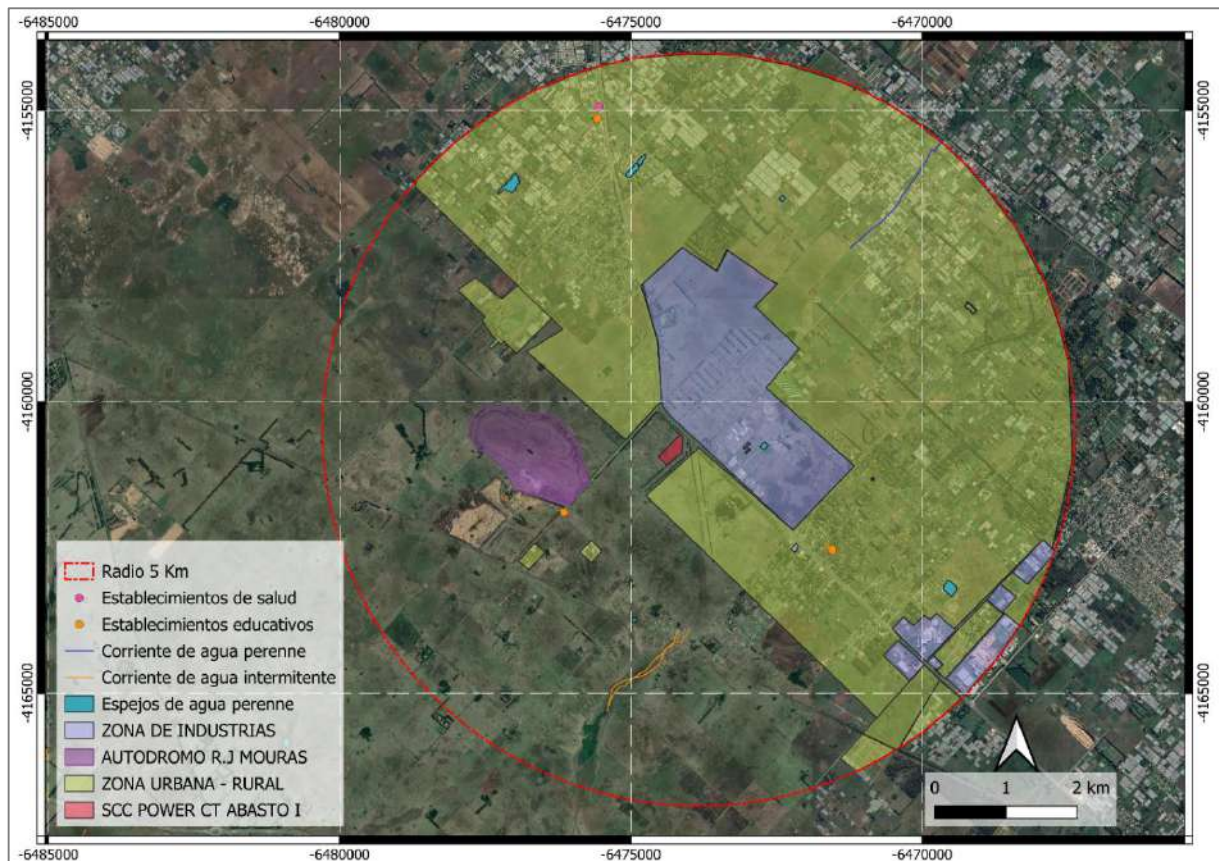 -6485000 -6480000 -6475000 -6470000
-4155000 -4155000
-4160000 -4160000
-4165000 -4165000
Radio 5 Km
Establecimientos de salud
Establecimientos educativos
Corriente de agua perenne
Corriente de agua intermitente
Espejos de agua perenne
ZONA DE INDUSTRIAS
AUTODROMO R.J MOURAS
ZONA URBANA - RURAL
SCC POWER CT ABASTO I
0 1 2 km
-6485000 -6480000 -6475000 -6470000